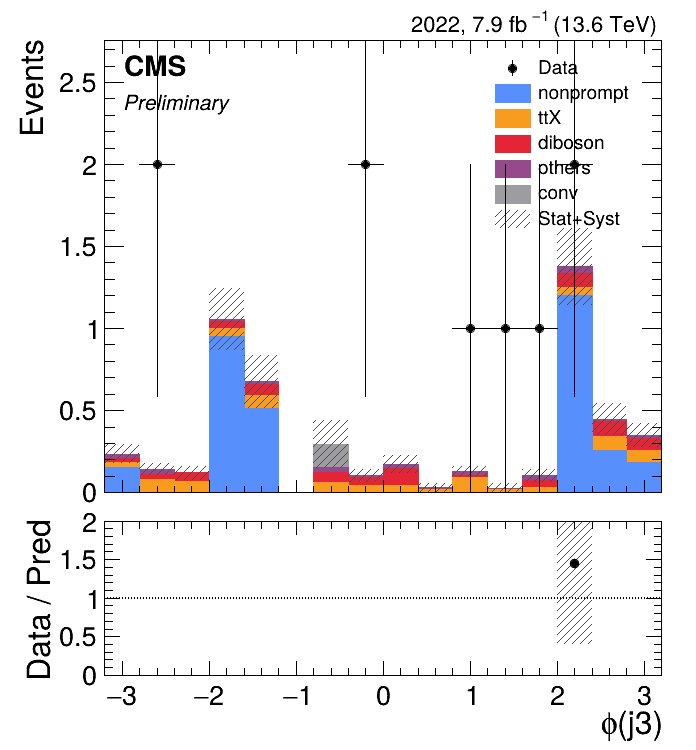 2022, 7.9 fb⁻¹ (13.6 TeV)
CMS
Preliminary
Events
Data
nonprompt
ttX
diboson
others
conv
Stat+Syst
2.5
2
1.5
1
0.5
0
Data / Pred
2
1.5
1
0.5
0
−3 −2 −1 0 1 2 3
ϕ(j3)